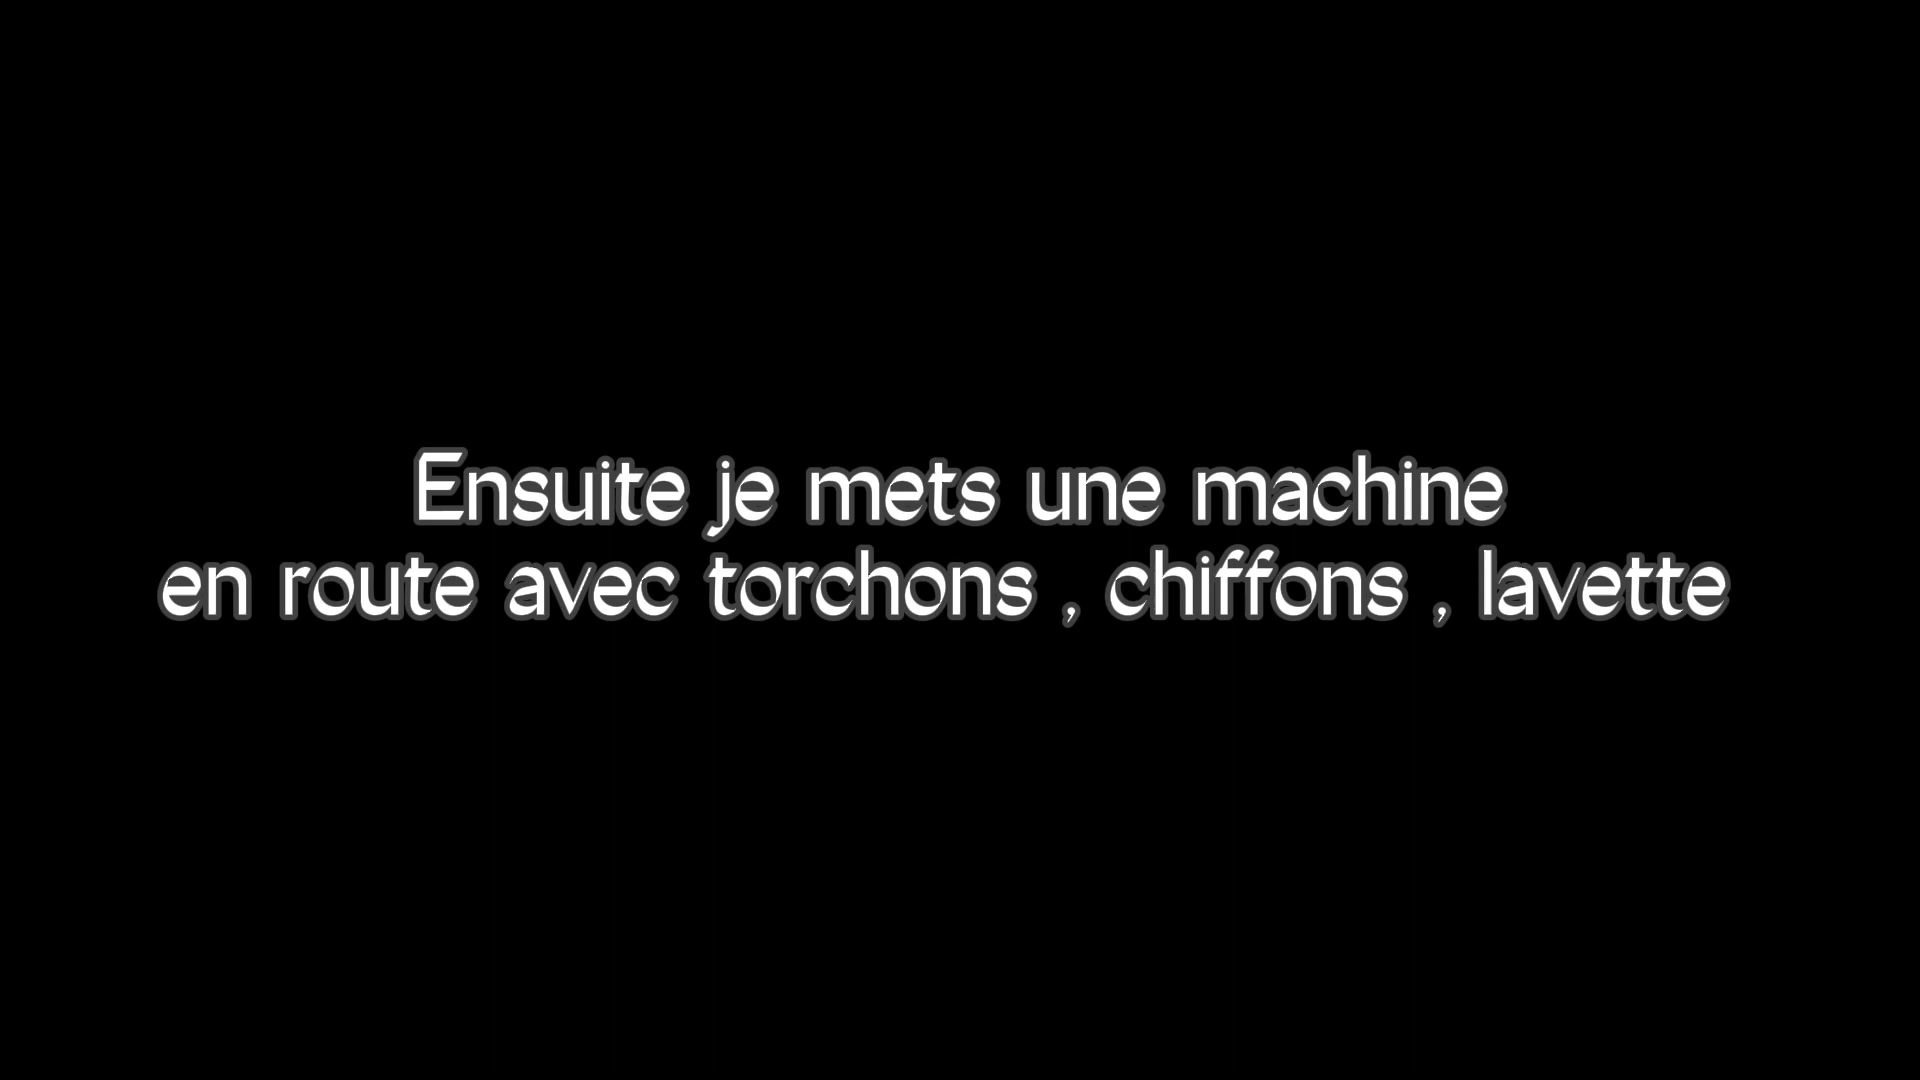 Ensuite je mets une machine
en route avec torchons , chiffons , lavette